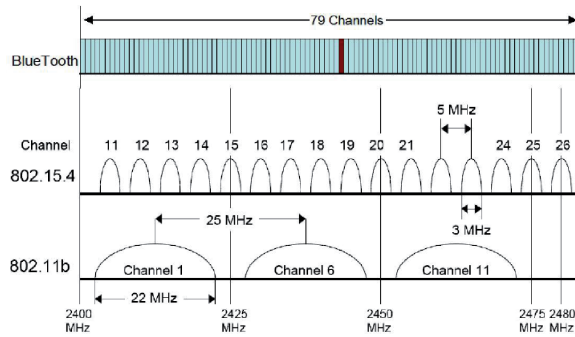 79 Channels
BlueTooth
5 MHz
Channel 11 12 13 14 15 16 17 18 19 20 21 24 25 26
802.15.4
25 MHz
3 MHz
802.11b
Channel 1 Channel 6 Channel 11
22 MHz
2400 MHz
2425 MHz
2450 MHz
2475 MHz
2480 MHz